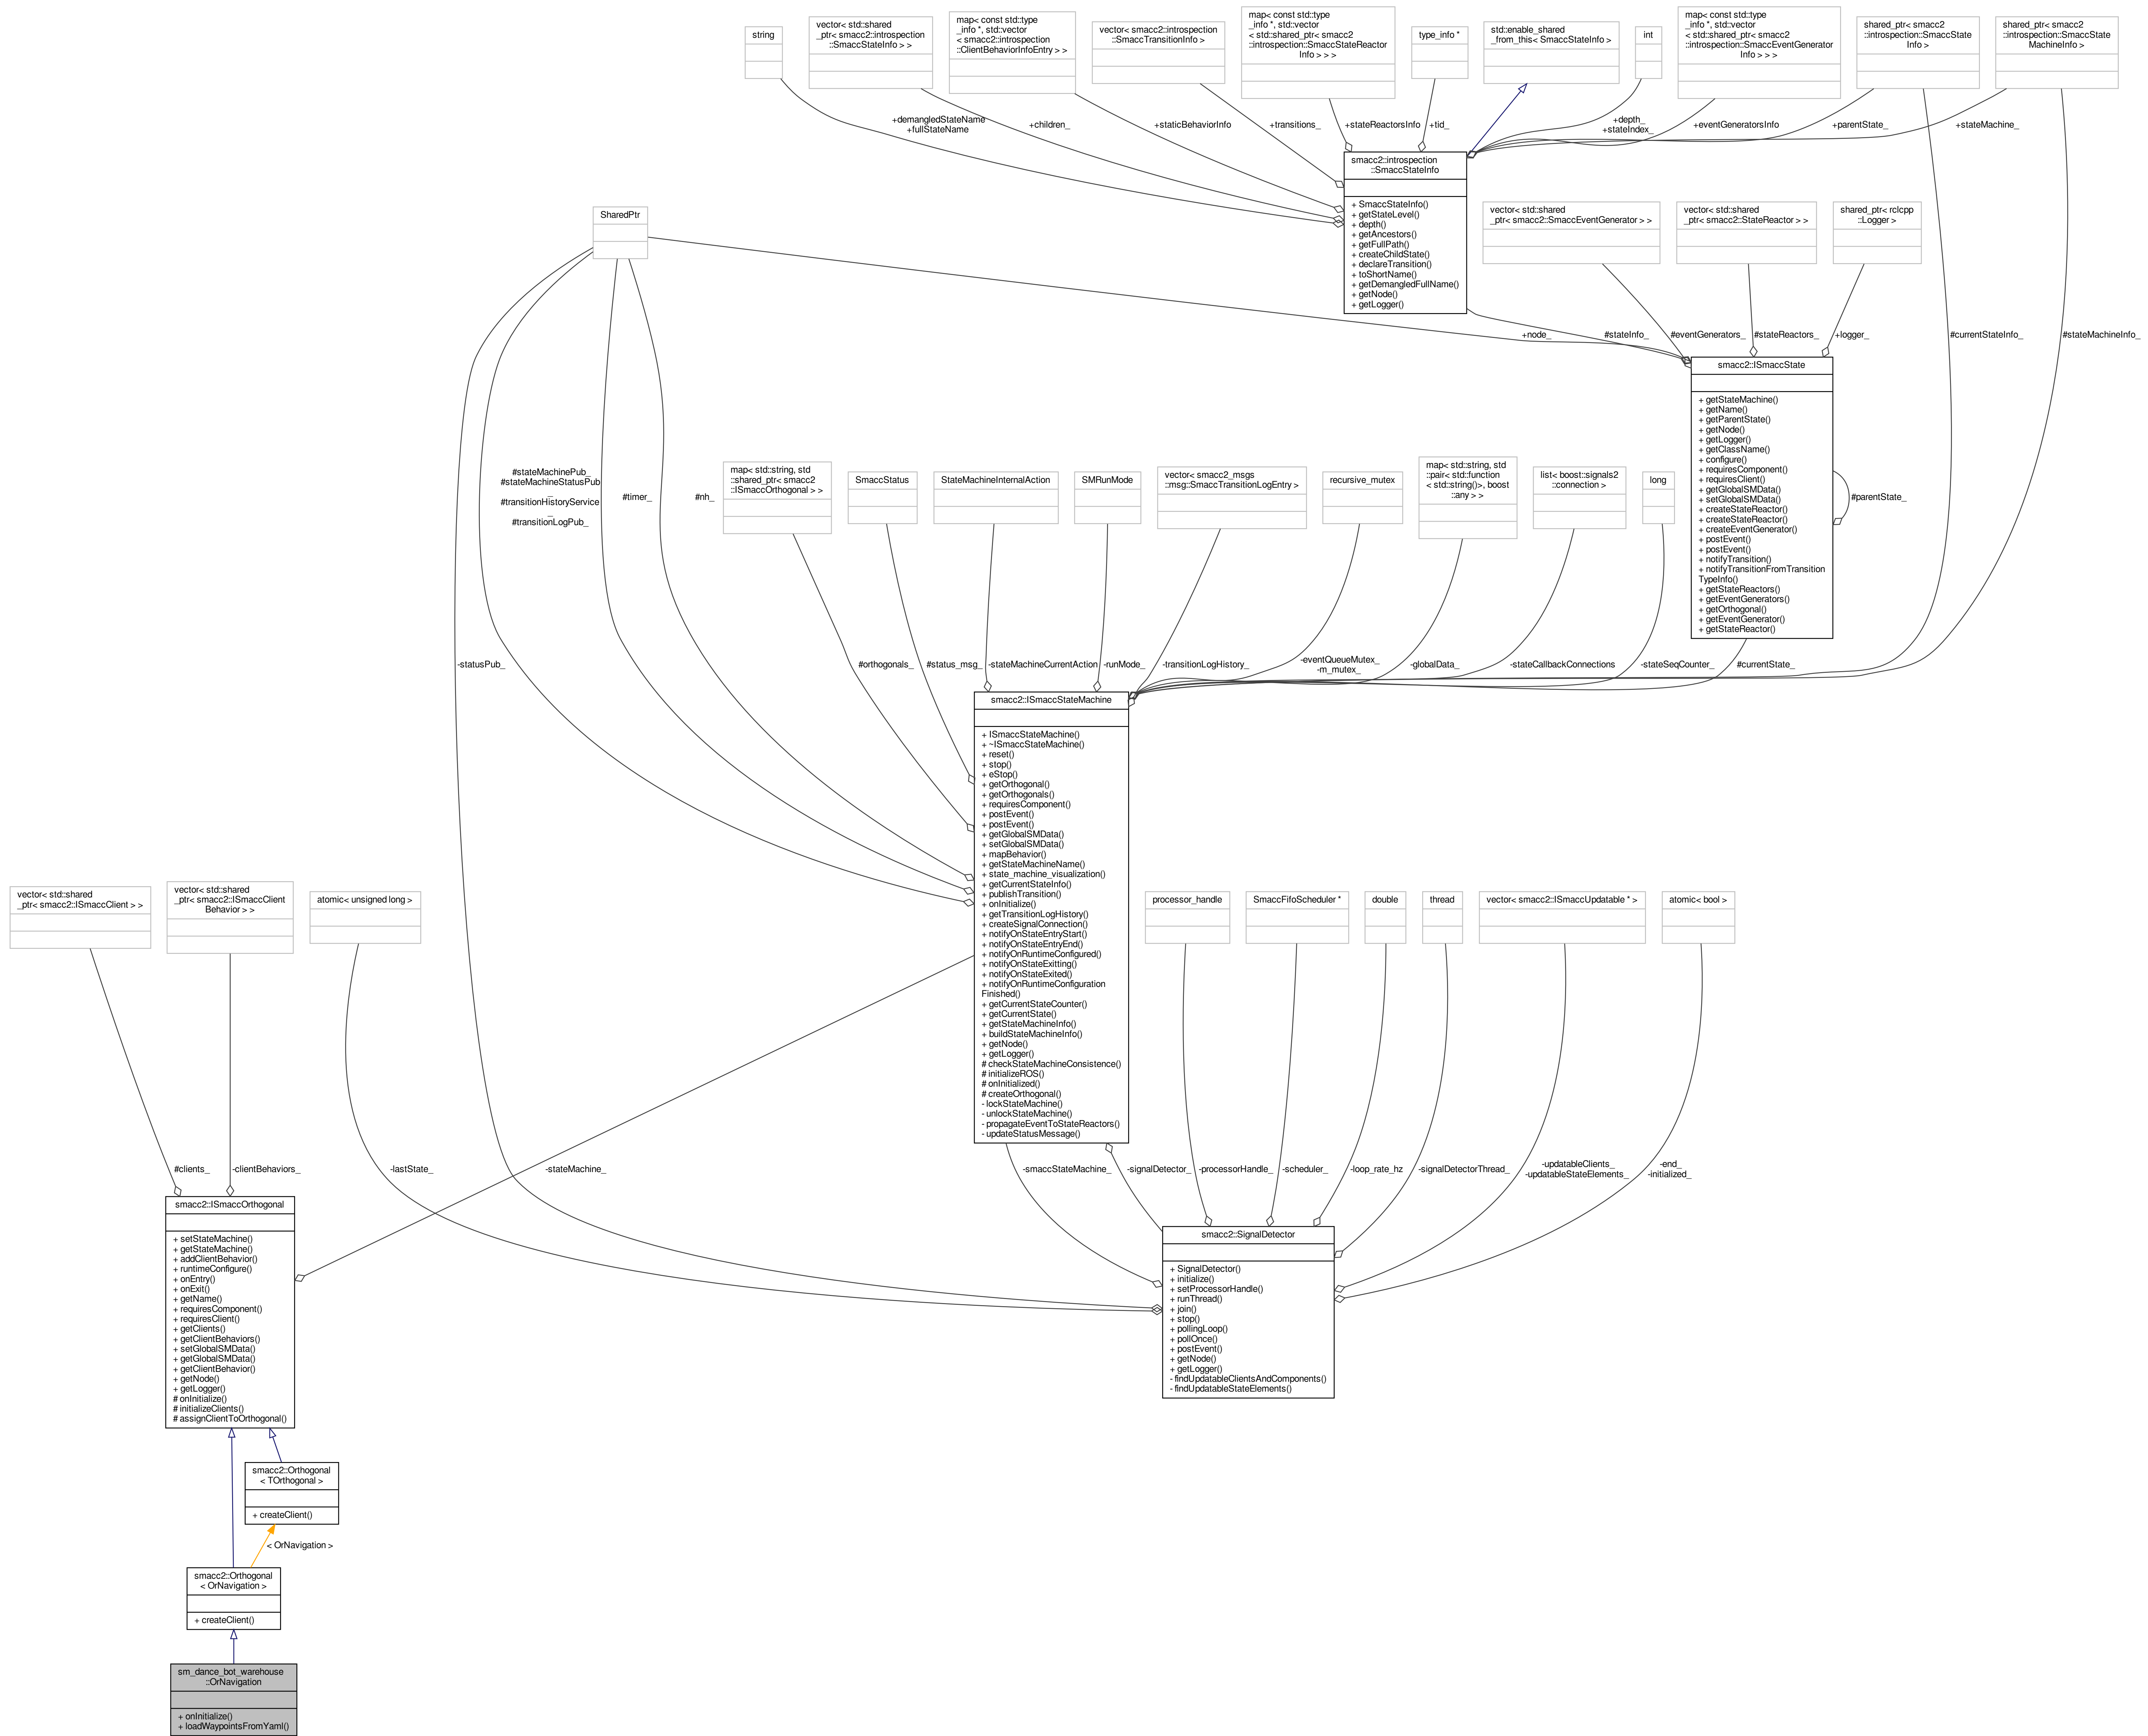 string
vector< std::shared
_ptr< smacc2::introspection
::SmaccStateInfo > >
map< const std::type
_info *, std::vector
< smacc2::introspection
::ClientBehaviorInfoEntry > >
vector< smacc2::introspection
::SmaccTransitionInfo >
map< const std::type
_info *, std::vector
< std::shared_ptr< smacc2
::introspection::SmaccStateReactor
Info > > >
type_info *
std::enable_shared
_from_this< SmaccStateInfo >
int
map< const std::type
_info *, std::vector
< std::shared_ptr< smacc2
::introspection::SmaccEventGenerator
Info > > >
shared_ptr< smacc2
::introspection::SmaccState
Info >
shared_ptr< smacc2
::introspection::SmaccState
MachineInfo >
+demangledStateName
+fullStateName
+children_
+staticBehaviorInfo
+transitions_
+stateReactorsInfo
+tid_
+depth_
+stateIndex_
+eventGeneratorsInfo
+parentState_
+stateMachine_
smacc2::introspection
::SmaccStateInfo
+ SmaccStateInfo()
+ getStateLevel()
+ depth()
+ getAncestors()
+ getFullPath()
+ createChildState()
+ declareTransition()
+ toShortName()
+ getDemangledFullName()
+ getNode()
+ getLogger()
SharedPtr
vector< std::shared
_ptr< smacc2::SmaccEventGenerator > >
vector< std::shared
_ptr< smacc2::StateReactor > >
shared_ptr< rclcpp
::Logger >
+node_
#stateInfo_
#eventGenerators_
#stateReactors_
+logger_
#currentStateInfo_
#stateMachineInfo_
smacc2::ISmaccState
+ getStateMachine()
+ getName()
+ getParentState()
+ getNode()
+ getLogger()
+ getClassName()
+ configure()
+ requiresComponent()
+ requiresClient()
+ getGlobalSMData()
+ setGlobalSMData()
+ createStateReactor()
+ createStateReactor()
+ createEventGenerator()
+ postEvent()
+ postEvent()
+ notifyTransition()
+ notifyTransitionFromTransition
TypeInfo()
+ getStateReactors()
+ getEventGenerators()
+ getOrthogonal()
+ getEventGenerator()
+ getStateReactor()
#parentState_
#stateMachinePub_
#stateMachineStatusPub
_
#transitionHistoryService
_
#transitionLogPub_
#timer_
#nh_
map< std::string, std
::shared_ptr< smacc2
::ISmaccOrthogonal > >
SmaccStatus
StateMachineInternalAction
SMRunMode
vector< smacc2_msgs
::msg::SmaccTransitionLogEntry >
recursive_mutex
map< std::string, std
::pair< std::function
< std::string()>, boost
::any > >
list< boost::signals2
::connection >
long
-statusPub_
#orthogonals_
#status_msg_
-stateMachineCurrentAction
-runMode_
-transitionLogHistory_
-eventQueueMutex_
-m_mutex_
-globalData_
-stateCallbackConnections
-stateSeqCounter_
#currentState_
smacc2::ISmaccStateMachine
+ ISmaccStateMachine()
+ ~ISmaccStateMachine()
+ reset()
+ stop()
+ eStop()
+ getOrthogonal()
+ getOrthogonals()
+ requiresComponent()
+ postEvent()
+ postEvent()
+ getGlobalSMData()
+ setGlobalSMData()
+ mapBehavior()
+ getStateMachineName()
+ state_machine_visualization()
+ getCurrentStateInfo()
+ publishTransition()
+ onInitialize()
+ getTransitionLogHistory()
+ createSignalConnection()
+ notifyOnStateEntryStart()
+ notifyOnStateEntryEnd()
+ notifyOnRuntimeConfigured()
+ notifyOnStateExitting()
+ notifyOnStateExited()
+ notifyOnRuntimeConfiguration
Finished()
+ getCurrentStateCounter()
+ getCurrentState()
+ getStateMachineInfo()
+ buildStateMachineInfo()
+ getNode()
+ getLogger()
# checkStateMachineConsistence()
# initializeROS()
# onInitialized()
# createOrthogonal()
- lockStateMachine()
- unlockStateMachine()
- propagateEventToStateReactors()
- updateStatusMessage()
vector< std::shared
_ptr< smacc2::ISmaccClient > >
vector< std::shared
_ptr< smacc2::ISmaccClient
Behavior > >
atomic< unsigned long >
processor_handle
SmaccFifoScheduler *
double
thread
vector< smacc2::ISmaccUpdatable * >
atomic< bool >
#clients_
-clientBehaviors_
-lastState_
-stateMachine_
-smaccStateMachine_
-signalDetector_
-processorHandle_
-scheduler_
-loop_rate_hz
-signalDetectorThread_
-updatableClients_
-updatableStateElements_
-end_
-initialized_
smacc2::ISmaccOrthogonal
+ setStateMachine()
+ getStateMachine()
+ addClientBehavior()
+ runtimeConfigure()
+ onEntry()
+ onExit()
+ getName()
+ requiresComponent()
+ requiresClient()
+ getClients()
+ getClientBehaviors()
+ setGlobalSMData()
+ getGlobalSMData()
+ getClientBehavior()
+ getNode()
+ getLogger()
# onInitialize()
# initializeClients()
# assignClientToOrthogonal()
smacc2::SignalDetector
+ SignalDetector()
+ initialize()
+ setProcessorHandle()
+ runThread()
+ join()
+ stop()
+ pollingLoop()
+ pollOnce()
+ postEvent()
+ getNode()
+ getLogger()
- findUpdatableClientsAndComponents()
- findUpdatableStateElements()
smacc2::Orthogonal
< TOrthogonal >
+ createClient()
< OrNavigation >
smacc2::Orthogonal
< OrNavigation >
+ createClient()
sm_dance_bot_warehouse
::OrNavigation
+ onInitialize()
+ loadWaypointsFromYaml()